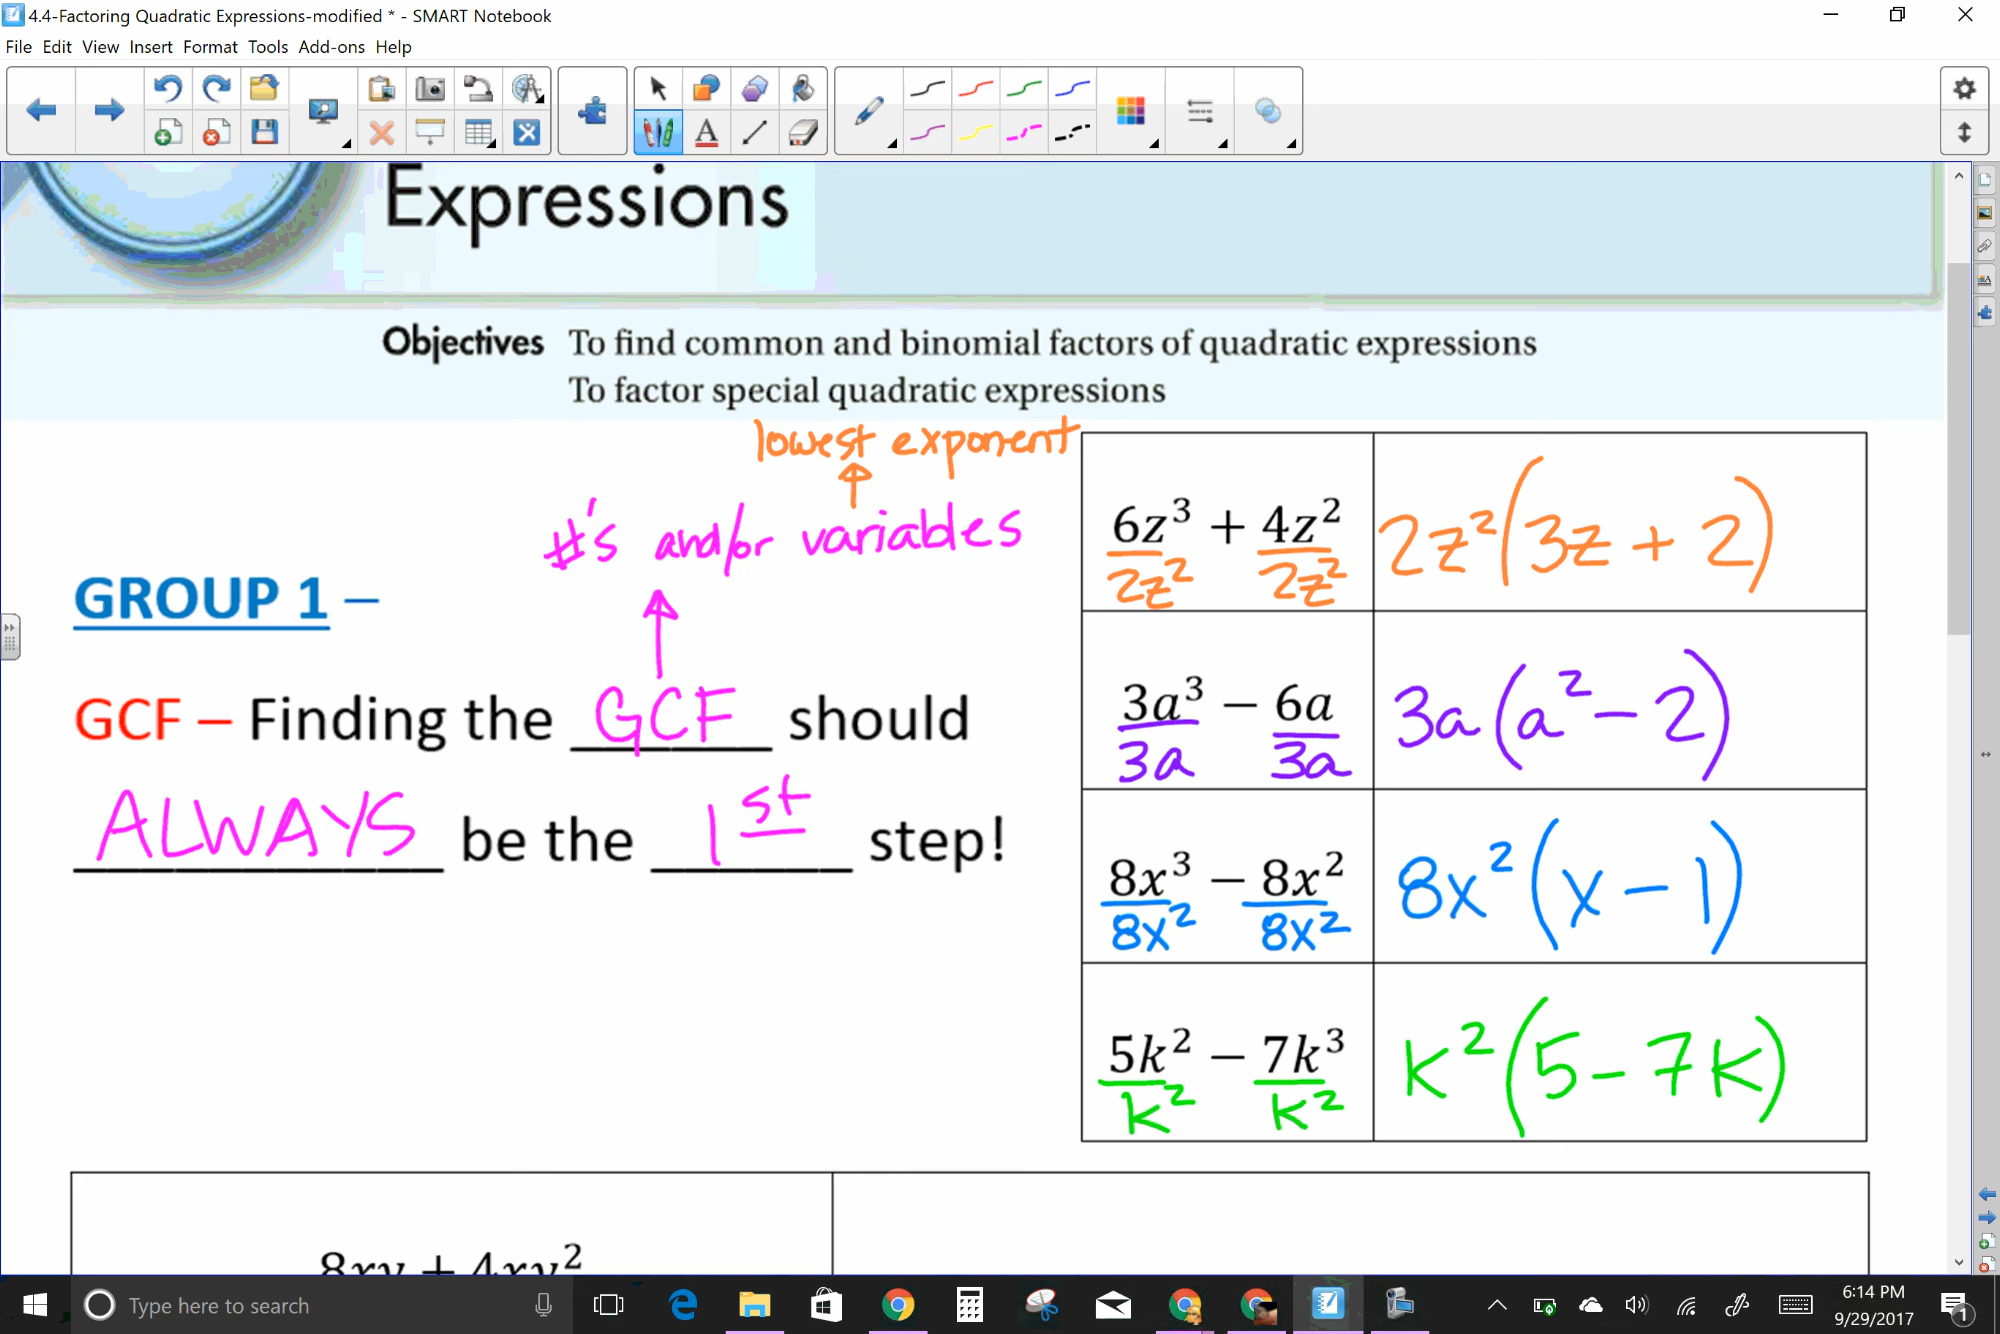 4.4-Factoring Quadratic Expressions-modified * - SMART Notebook
File Edit View Insert Format Tools Add-ons Help
Expressions
Objectives To find common and binomial factors of quadratic expressions
To factor special quadratic expressions
lowest exponent
#'s and/or variables
GROUP 1 –
GCF – Finding the GCF should
ALWAYS be the 1st step!
6z³ + 4z² 2z²(3z + 2)
2z² 2z²
3a³ − 6a 3a(a² − 2)
3a 3a
8x³ − 8x² 8x²(x − 1)
8x² 8x²
5k² − 7k³ k²(5 − 7k)
k² k²
8xy + 4xy²
Type here to search
6:14 PM
9/29/2017
1